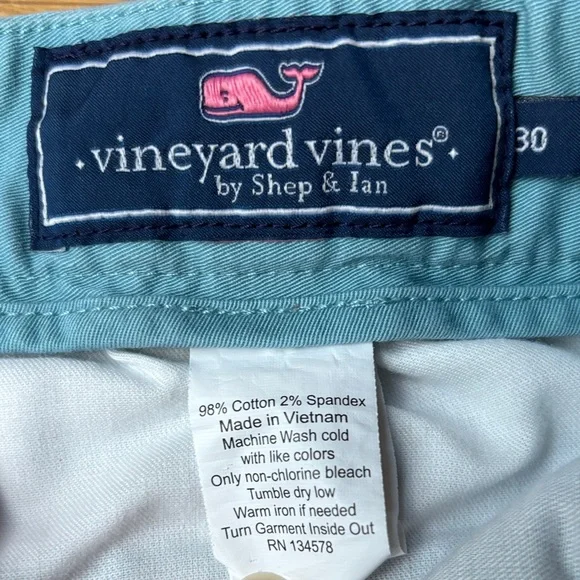 vineyard vines®
by Shep & Ian
30
98% Cotton 2% Spandex
Made in Vietnam
Machine Wash cold
with like colors
Only non-chlorine bleach
Tumble dry low
Warm iron if needed
Turn Garment Inside Out
RN 134578